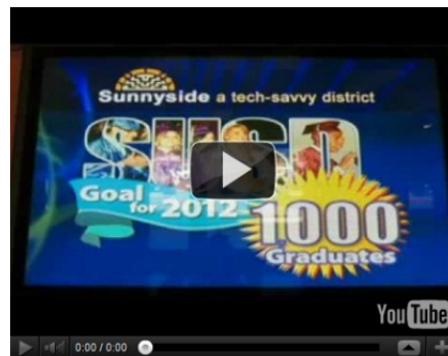 Sunnyside a tech-savvy district
SUSD
Goal
for 2012
1000
Graduates
YouTube
0:00 / 0:00